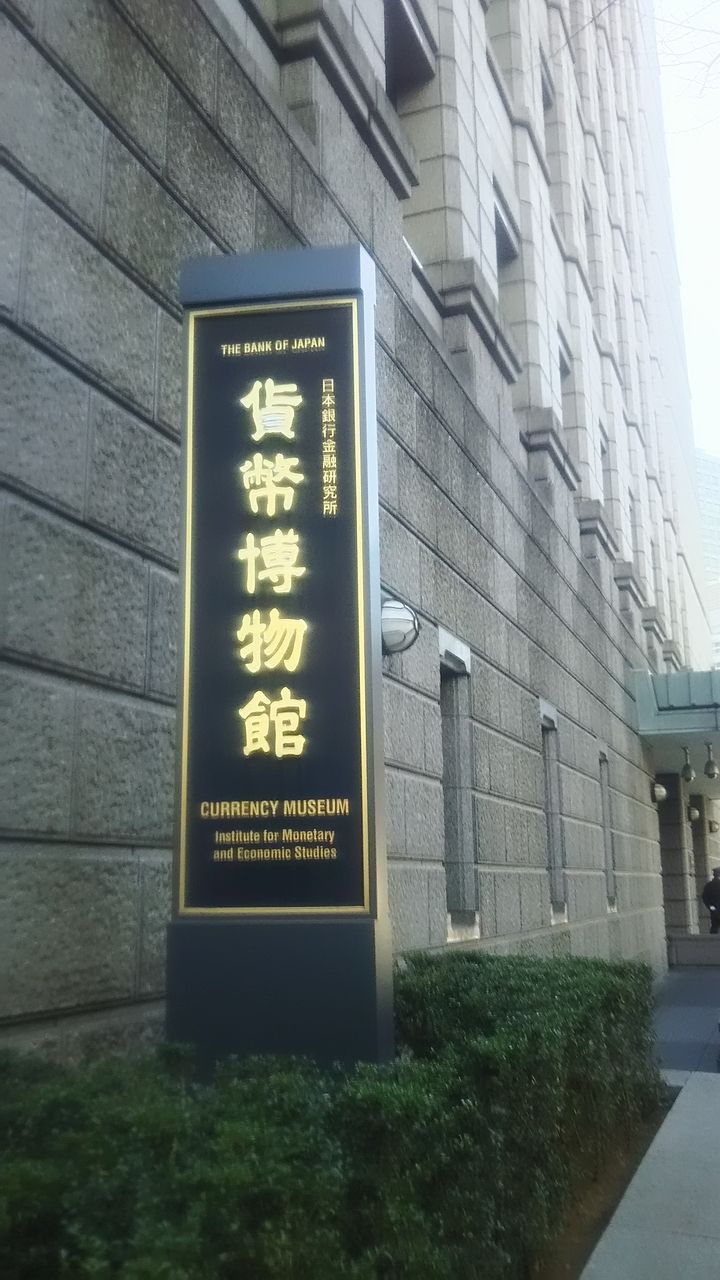 THE BANK OF JAPAN
日本銀行金融研究所
貨幣博物館
CURRENCY MUSEUM
Institute for Monetary
and Economic Studies